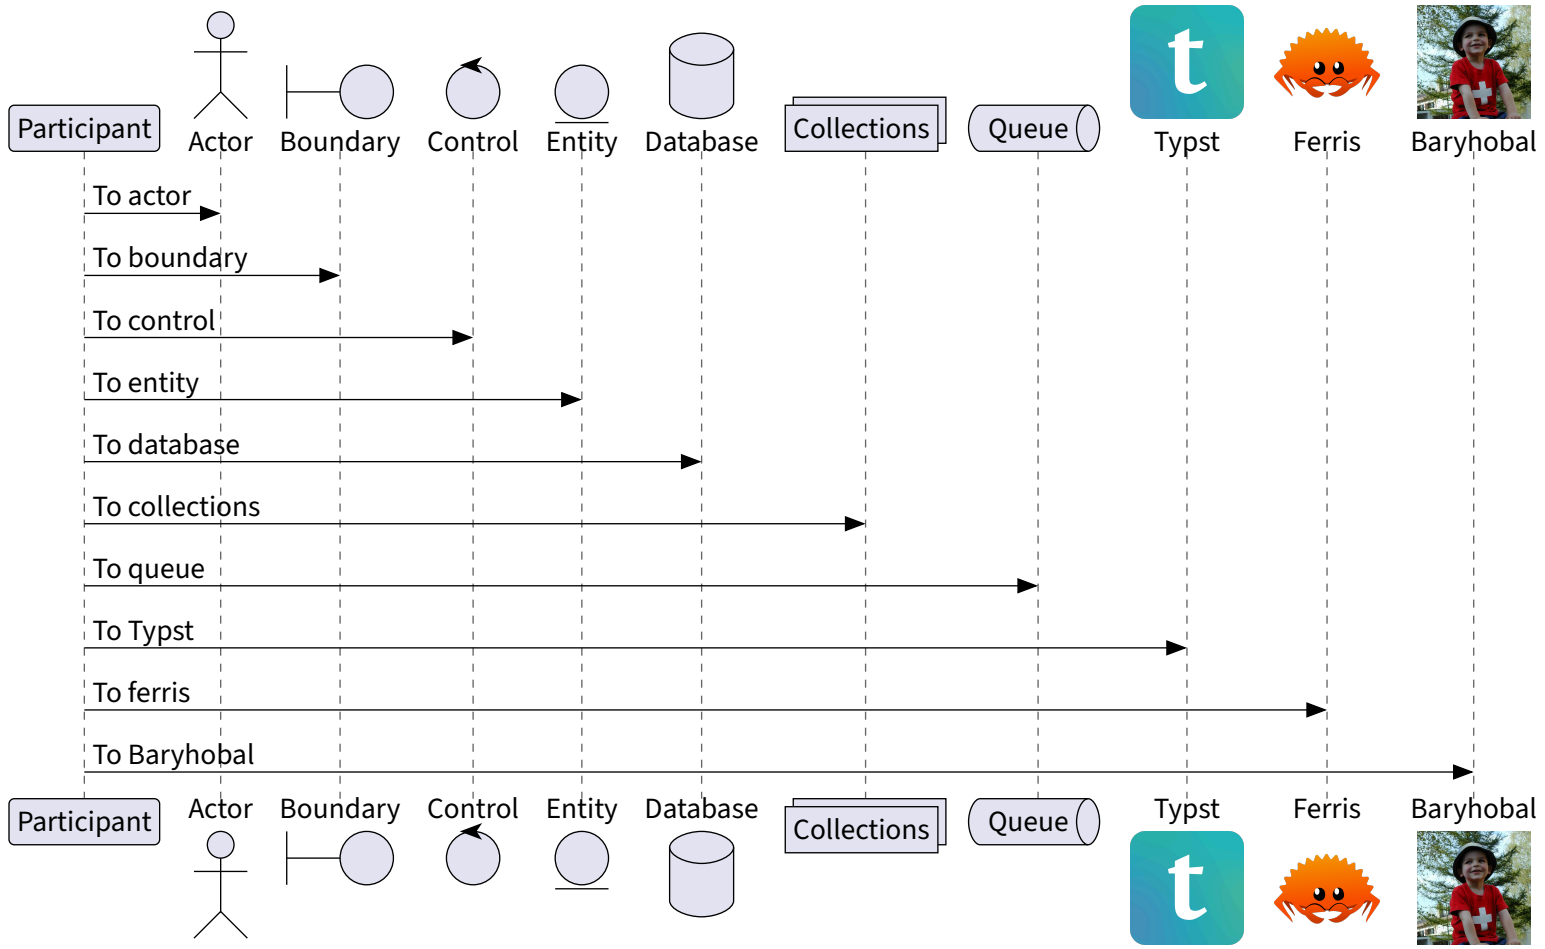 Participant
Actor
Boundary
Control
Entity
Database
Collections
Queue
t
Typst
Ferris
Baryhobal
To actor
To boundary
To control
To entity
To database
To collections
To queue
To Typst
To ferris
To Baryhobal
Participant
Actor
Boundary
Control
Entity
Database
Collections
Queue
Typst
Ferris
Baryhobal
t